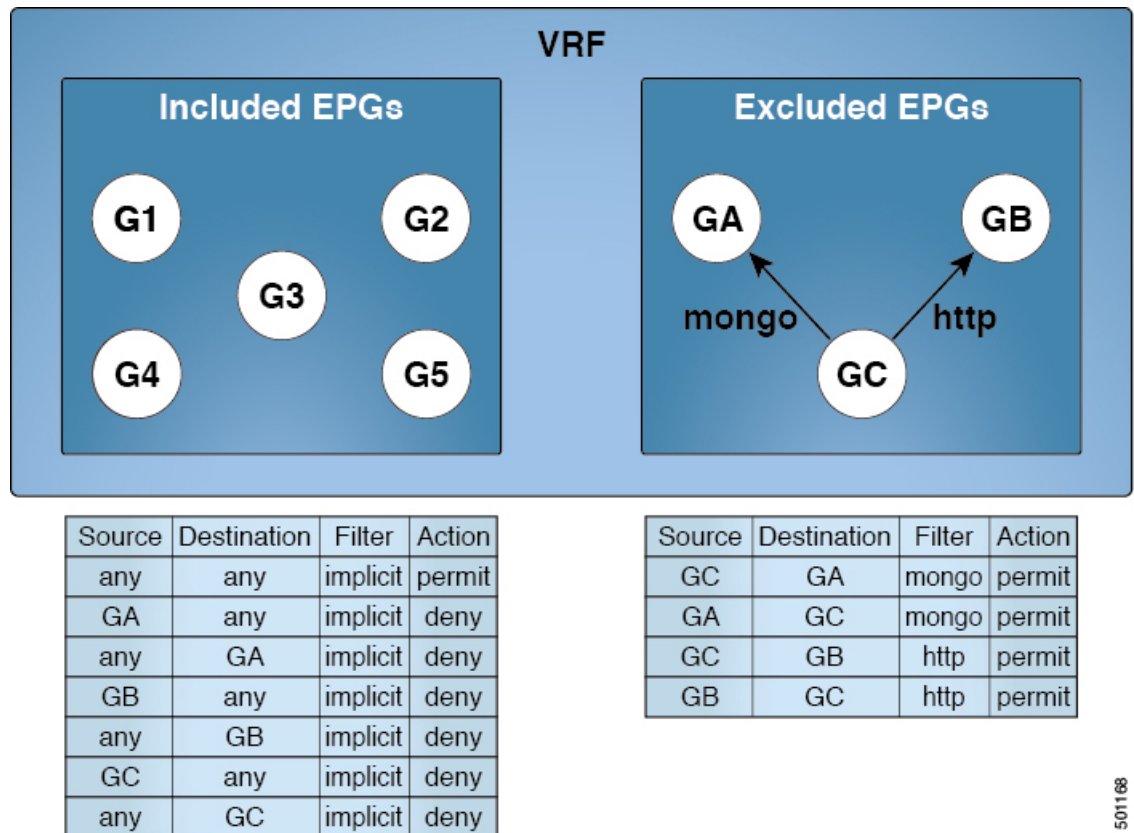 VRF
Included EPGs
G1
G2
G3
G4
G5
Excluded EPGs
GA
GB
mongo
http
GC
Source Destination Filter Action
any any implicit permit
GA any implicit deny
any GA implicit deny
GB any implicit deny
any GB implicit deny
GC any implicit deny
any GC implicit deny
Source Destination Filter Action
GC GA mongo permit
GA GC mongo permit
GC GB http permit
GB GC http permit
501168